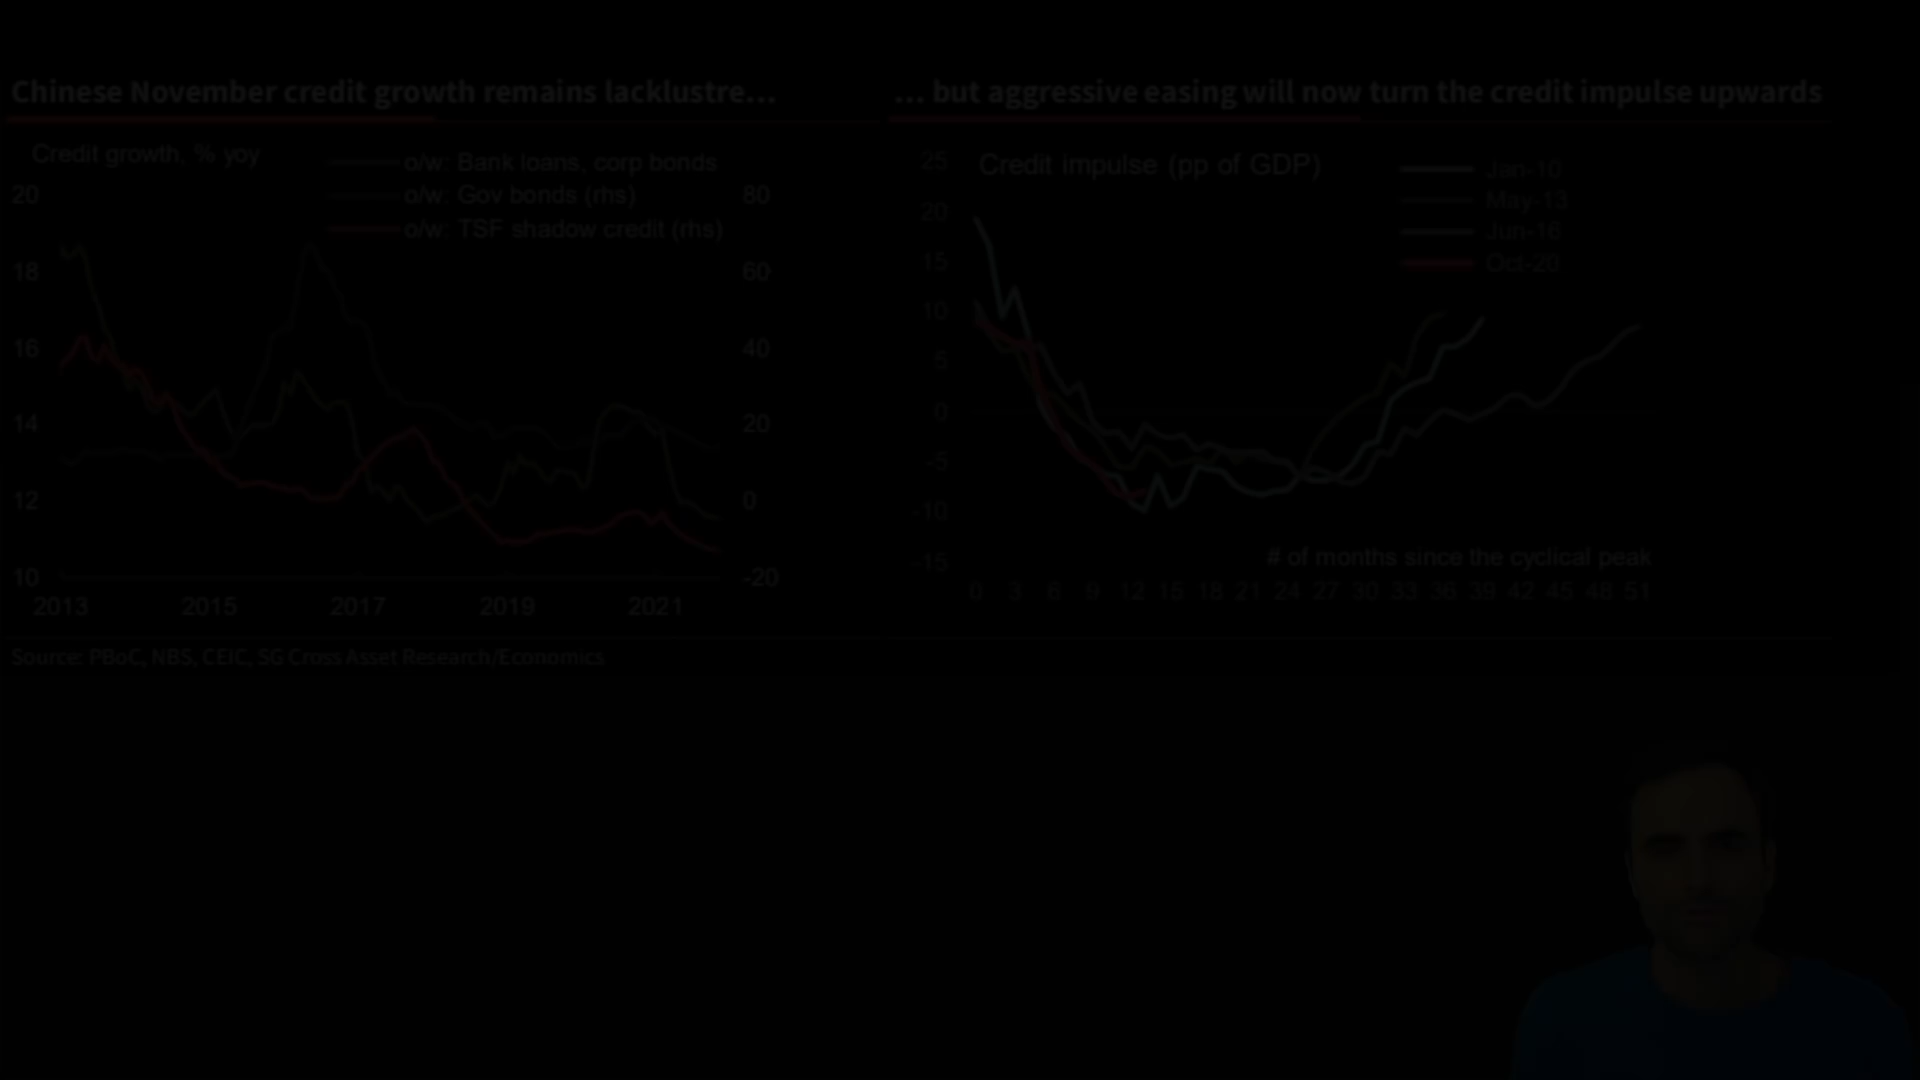 Chinese November credit growth remains lacklustre...
Credit growth, % yoy
o/w: Bank loans, corp bonds
o/w: Gov bonds (rhs)
o/w: TSF shadow credit (rhs)
20
18
16
14
12
10
80
60
40
20
0
-20
2013 2015 2017 2019 2021
Source: PBoC, NBS, CEIC, SG Cross Asset Research/Economics
... but aggressive easing will now turn the credit impulse upwards
Credit impulse (pp of GDP)
Jan-10
May-13
Jun-16
Oct-20
25
20
15
10
5
0
-5
-10
-15
# of months since the cyclical peak
0 3 6 9 12 15 18 21 24 27 30 33 36 39 42 45 48 51